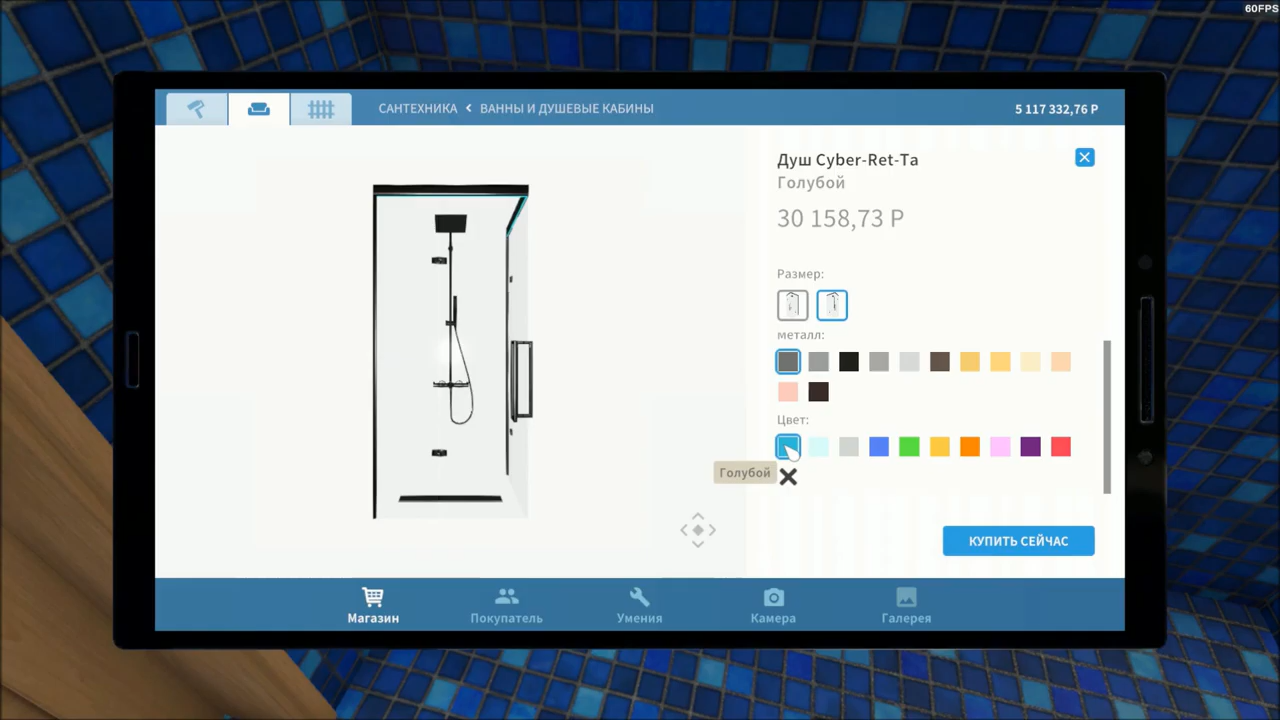 60FPS
САНТЕХНИКА < ВАННЫ И ДУШЕВЫЕ КАБИНЫ
5 117 332,76 Р
Душ Cyber-Ret-Ta
Голубой
30 158,73 Р
Размер:
металл:
Цвет:
Голубой
КУПИТЬ СЕЙЧАС
Магазин
Покупатель
Умения
Камера
Галерея